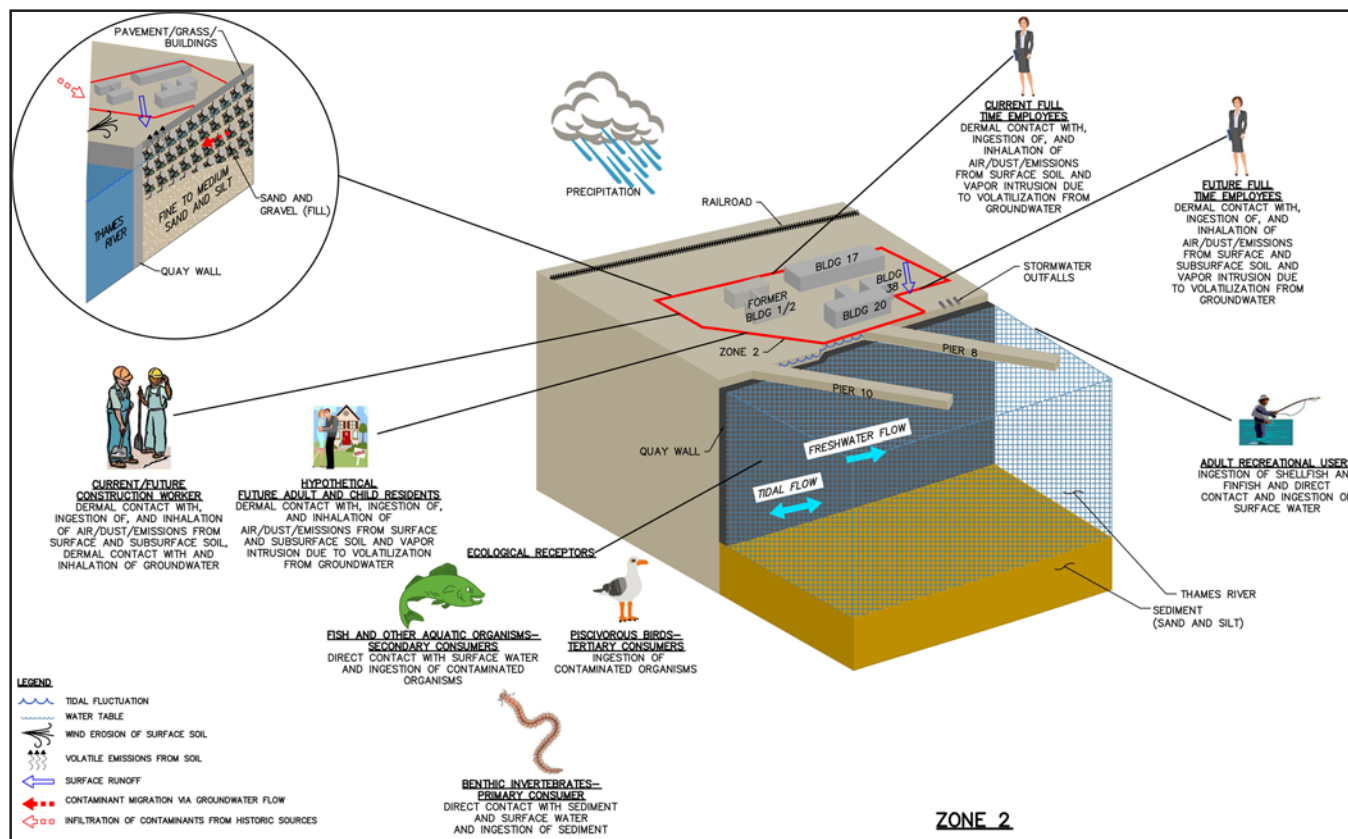 PAVEMENT/GRASS/
BUILDINGS
SAND AND
GRAVEL (FILL)
FINE TO MEDIUM
SAND AND SILT
THAMES
RIVER
QUAY WALL
PRECIPITATION
CURRENT FULL
TIME EMPLOYEES
DERMAL CONTACT WITH,
INGESTION OF, AND
INHALATION OF
AIR/DUST/EMISSIONS
FROM SURFACE SOIL AND
VAPOR INTRUSION DUE
TO VOLATILIZATION FROM
GROUNDWATER
FUTURE FULL
TIME EMPLOYEES
DERMAL CONTACT WITH,
INGESTION OF, AND
INHALATION OF
AIR/DUST/EMISSIONS
FROM SURFACE AND
SUBSURFACE SOIL AND
VAPOR INTRUSION DUE
TO VOLATILIZATION FROM
GROUNDWATER
RAILROAD
BLDG 17
BLDG
38
FORMER
BLDG 1/2
BLDG 20
STORMWATER
OUTFALLS
ZONE 2
PIER 8
PIER 10
QUAY WALL
FRESHWATER FLOW
TIDAL FLOW
CURRENT/FUTURE
CONSTRUCTION WORKER
DERMAL CONTACT WITH,
INGESTION OF, AND INHALATION
OF AIR/DUST/EMISSIONS FROM
SURFACE AND SUBSURFACE SOIL,
DERMAL CONTACT WITH AND
INHALATION OF GROUNDWATER
HYPOTHETICAL
FUTURE ADULT AND CHILD RESIDENTS
DERMAL CONTACT WITH, INGESTION OF,
AND INHALATION OF
AIR/DUST/EMISSIONS FROM SURFACE
AND SUBSURFACE SOIL AND VAPOR
INTRUSION DUE TO VOLATILIZATION
FROM GROUNDWATER
ADULT RECREATIONAL USER
INGESTION OF SHELLFISH AN
FINFISH AND DIRECT
CONTACT AND INGESTION OF
SURFACE WATER
ECOLOGICAL RECEPTORS
FISH AND OTHER AQUATIC ORGANISMS–
SECONDARY CONSUMERS
DIRECT CONTACT WITH SURFACE WATER
AND INGESTION OF CONTAMINATED
ORGANISMS
PISCIVOROUS BIRDS–
TERTIARY CONSUMERS
INGESTION OF
CONTAMINATED ORGANISMS
THAMES RIVER
SEDIMENT
(SAND AND SILT)
BENTHIC INVERTEBRATES–
PRIMARY CONSUMER
DIRECT CONTACT WITH SEDIMENT
AND SURFACE WATER
AND INGESTION OF SEDIMENT
LEGEND
TIDAL FLUCTUATION
WATER TABLE
WIND EROSION OF SURFACE SOIL
VOLATILE EMISSIONS FROM SOIL
SURFACE RUNOFF
CONTAMINANT MIGRATION VIA GROUNDWATER FLOW
INFILTRATION OF CONTAMINANTS FROM HISTORIC SOURCES
ZONE 2